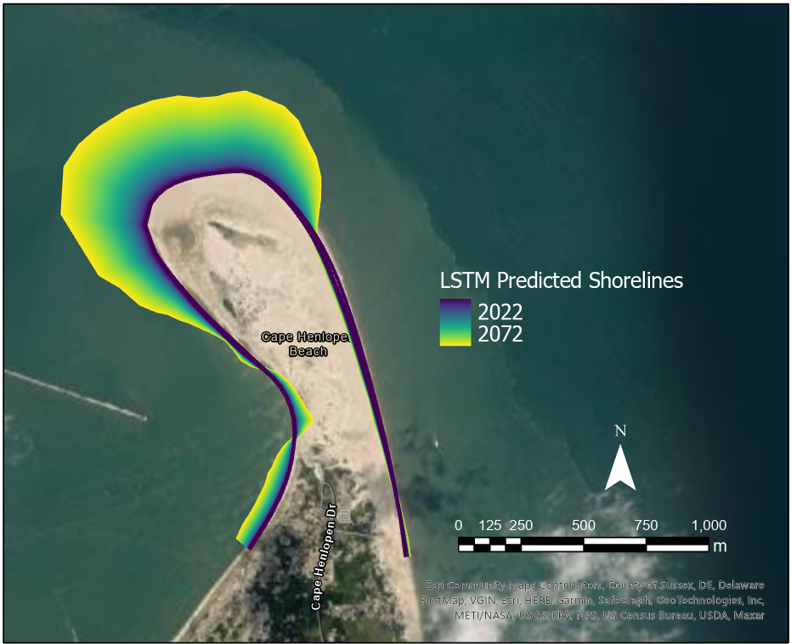 LSTM Predicted Shorelines
2022
2072
Cape Henlopen
Beach
Cape Henlopen Dr
N
0 125 250 500 750 1,000
m
Esri Community Maps Contributors, County of Sussex, DE, Delaware
FirstMap, VGIN, Esri, HERE, Garmin, SafeGraph, GeoTechnologies, Inc,
METI/NASA, USGS, EPA, NPS, US Census Bureau, USDA, Maxar